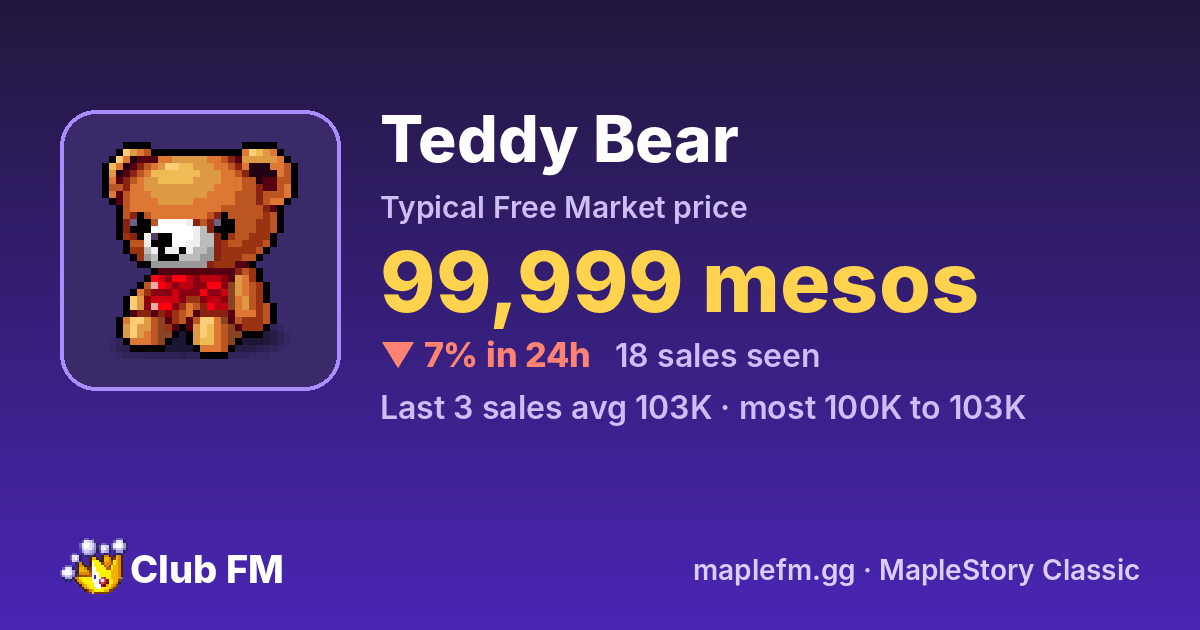 Teddy Bear
Typical Free Market price
99,999 mesos
▼ 7% in 24h 18 sales seen
Last 3 sales avg 103K · most 100K to 103K
Club FM
maplefm.gg · MapleStory Classic